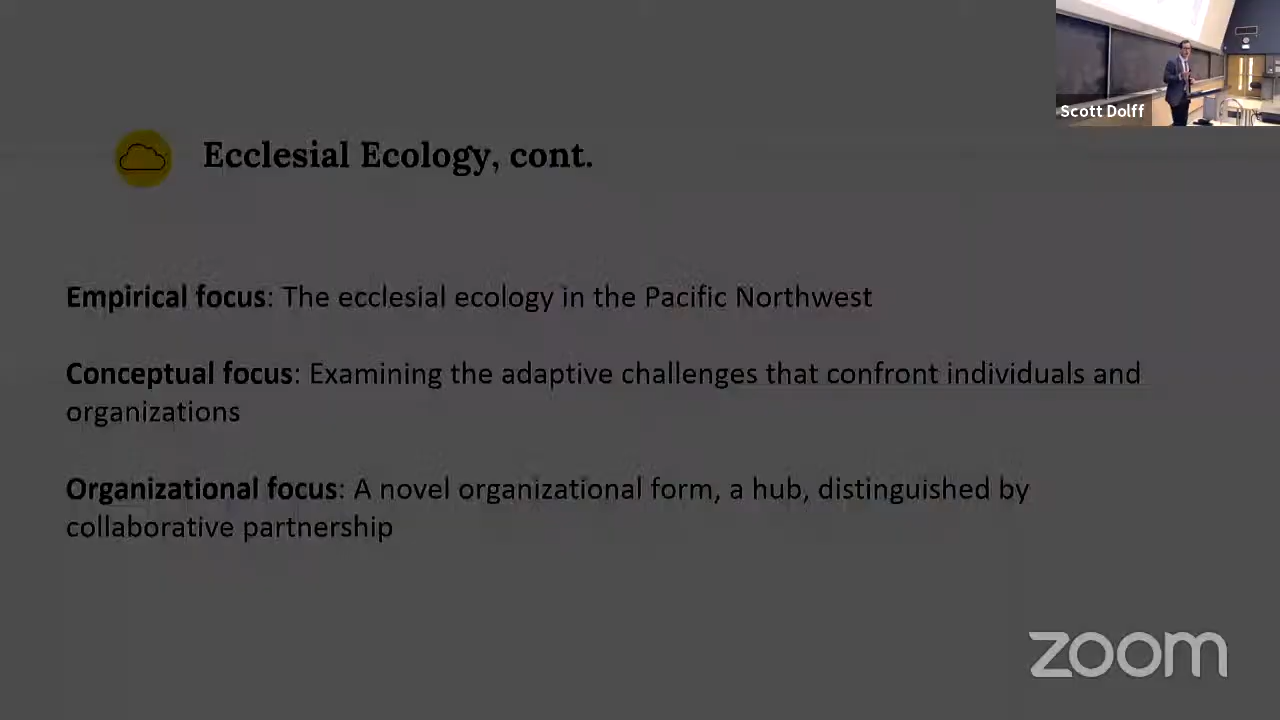 Scott Dolff
Ecclesial Ecology, cont.
Empirical focus: The ecclesial ecology in the Pacific Northwest
Conceptual focus: Examining the adaptive challenges that confront individuals and
organizations
Organizational focus: A novel organizational form, a hub, distinguished by
collaborative partnership
zoom